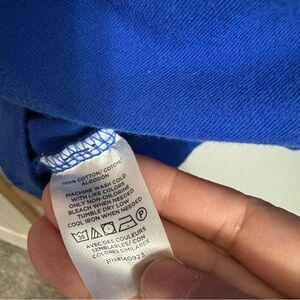 100% COTTON/ COTON/
ALGODON
MACHINE WASH COLD
WITH LIKE COLORS
ONLY NON-CHLORINE
BLEACH WHEN NEEDED
TUMBLE DRY LOW
COOL IRON WHEN NEEDED
AVEC DES COULEURS
SEMBLABLES/ CON
COLORES SIMILARES